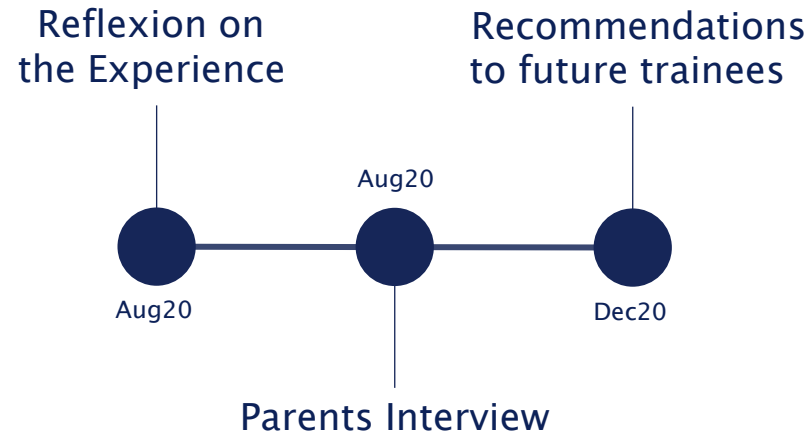 Reflexion on
the Experience
Recommendations
to future trainees
Aug20
Aug20
Dec20
Parents Interview